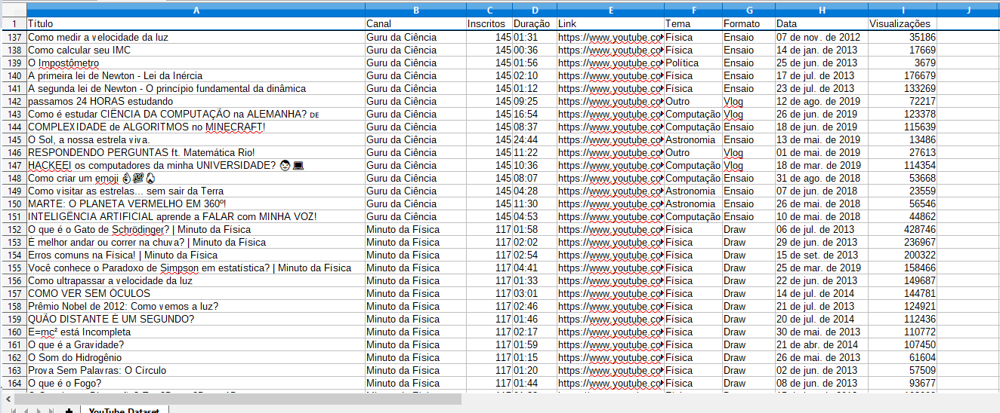 A B C D E F G H I J
1 Título Canal Inscritos Duração Link Tema Formato Data Visualizações
137 Como medir a velocidade da luz Guru da Ciência 145 01:31 https://www.youtube.co Física Ensaio 07 de nov. de 2012 35186
138 Como calcular seu IMC Guru da Ciência 145 00:36 https://www.youtube.co Física Ensaio 14 de jan. de 2013 17669
139 O Impostômetro Guru da Ciência 145 01:56 https://www.youtube.co Política Ensaio 25 de jun. de 2013 3679
140 A primeira lei de Newton - Lei da Inércia Guru da Ciência 145 02:10 https://www.youtube.co Física Ensaio 17 de jul. de 2013 176679
141 A segunda lei de Newton - O princípio fundamental da dinâmica Guru da Ciência 145 01:12 https://www.youtube.co Física Ensaio 23 de jul. de 2013 133269
142 passamos 24 HORAS estudando Guru da Ciência 145 09:25 https://www.youtube.co Outro Vlog 12 de ago. de 2019 72217
143 Como é estudar CIÊNCIA DA COMPUTAÇÃO na ALEMANHA? DE Guru da Ciência 145 16:54 https://www.youtube.co Computação Vlog 26 de jun. de 2019 123378
144 COMPLEXIDADE de ALGORITMOS no MINECRAFT! Guru da Ciência 145 08:37 https://www.youtube.co Computação Ensaio 18 de jun. de 2019 115639
145 O Sol, a nossa estrela viva. Guru da Ciência 145 24:44 https://www.youtube.co Astronomia Ensaio 13 de mai. de 2019 13486
146 RESPONDENDO PERGUNTAS ft. Matemática Rio! Guru da Ciência 145 11:22 https://www.youtube.co Outro Vlog 01 de mai. de 2019 27613
147 HACKEEI os computadores da minha UNIVERSIDADE? 👨‍💻 Guru da Ciência 145 10:36 https://www.youtube.co Computação Vlog 18 de mar. de 2019 114354
148 Como criar um emoji 👌💯🔥 Guru da Ciência 145 08:07 https://www.youtube.co Computação Ensaio 31 de ago. de 2018 53668
149 Como visitar as estrelas... sem sair da Terra Guru da Ciência 145 04:28 https://www.youtube.co Astronomia Ensaio 07 de jun. de 2018 23559
150 MARTE: O PLANETA VERMELHO EM 360º! Guru da Ciência 145 11:30 https://www.youtube.co Astronomia Ensaio 26 de mai. de 2018 56546
151 INTELIGÊNCIA ARTIFICIAL aprende a FALAR com MINHA VOZ! Guru da Ciência 145 04:53 https://www.youtube.co Computação Ensaio 10 de mai. de 2018 44862
152 O que é o Gato de Schrödinger? | Minuto da Física Minuto da Física 117 01:58 https://www.youtube.co Física Draw 06 de jul. de 2013 428746
153 É melhor andar ou correr na chuva? | Minuto da Física Minuto da Física 117 02:02 https://www.youtube.co Física Draw 29 de jun. de 2013 236967
154 Erros comuns na Física! | Minuto da Física Minuto da Física 117 02:54 https://www.youtube.co Física Draw 15 de set. de 2013 200322
155 Você conhece o Paradoxo de Simpson em estatística? | Minuto da Física Minuto da Física 117 04:41 https://www.youtube.co Física Draw 25 de mar. de 2019 158466
156 Como ultrapassar a velocidade da luz Minuto da Física 117 01:33 https://www.youtube.co Física Draw 22 de jun. de 2013 149687
157 COMO VER SEM ÓCULOS Minuto da Física 117 03:01 https://www.youtube.co Física Draw 14 de jul. de 2014 144781
158 Prêmio Nobel de 2012: Como vemos a luz? Minuto da Física 117 02:46 https://www.youtube.co Física Draw 21 de jul. de 2013 124921
159 QUÃO DISTANTE É UM SEGUNDO? Minuto da Física 117 01:46 https://www.youtube.co Física Draw 20 de jul. de 2014 112436
160 E=mc² está Incompleta Minuto da Física 117 02:17 https://www.youtube.co Física Draw 30 de mai. de 2013 110772
161 O que é a Gravidade? Minuto da Física 117 01:59 https://www.youtube.co Física Draw 21 de abr. de 2014 107450
162 O Som do Hidrogênio Minuto da Física 117 01:15 https://www.youtube.co Física Draw 26 de mai. de 2013 61604
163 Prova Sem Palavras: O Círculo Minuto da Física 117 01:20 https://www.youtube.co Física Draw 02 de jun. de 2013 57509
164 O que é o Fogo? Minuto da Física 117 01:44 https://www.youtube.co Física Draw 08 de jun. de 2013 93677
YouTube Dataset